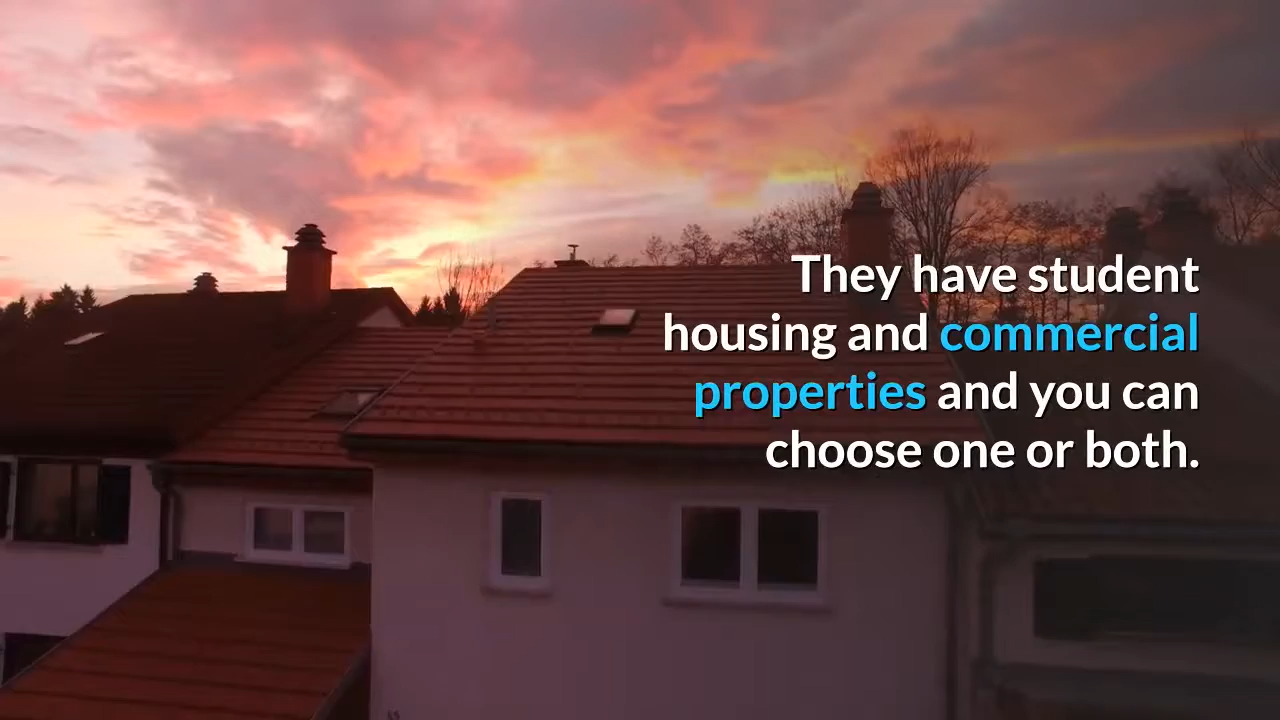 They have student
housing and commercial
properties and you can
choose one or both.